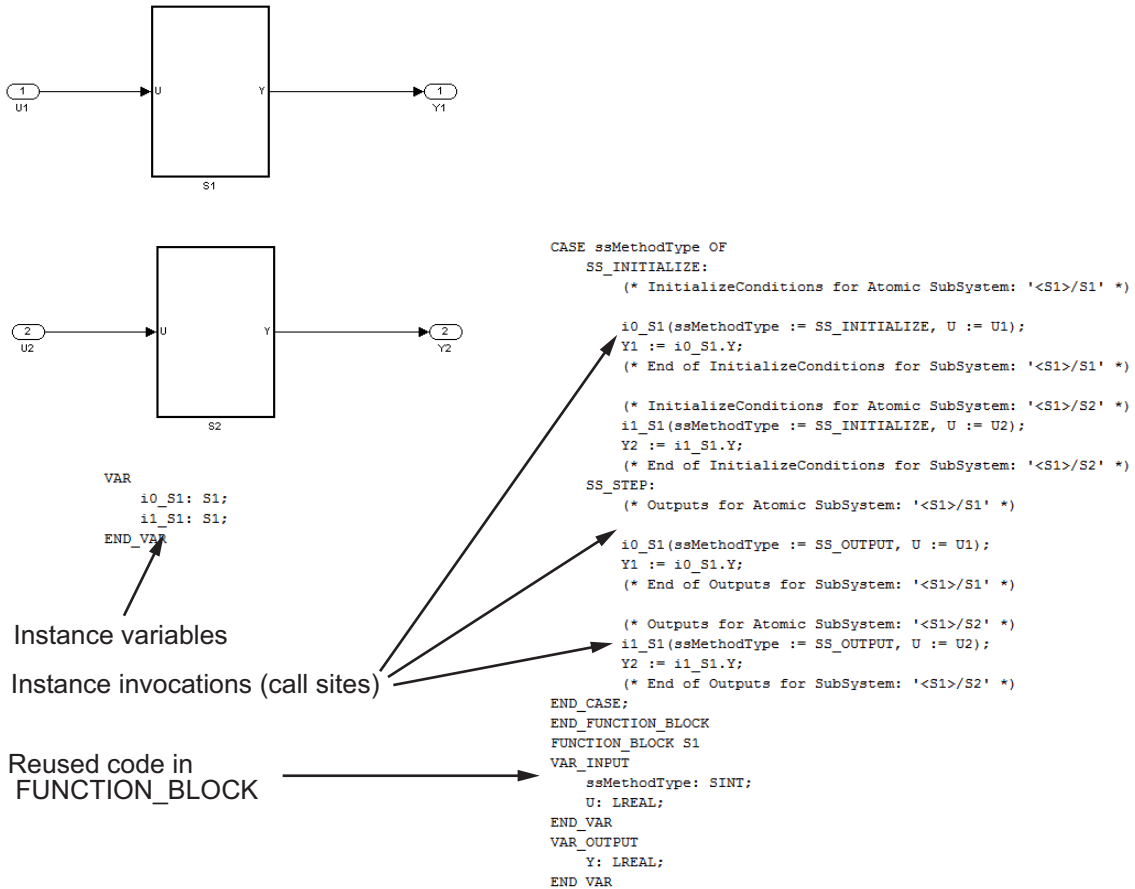 1
U1
U
Y
S1
1
Y1
2
U2
U
Y
S2
2
Y2
VAR
i0_S1: S1;
i1_S1: S1;
END_VAR
Instance variables
Instance invocations (call sites)
Reused code in
FUNCTION_BLOCK
CASE ssMethodType OF
SS_INITIALIZE:
(* InitializeConditions for Atomic SubSystem: '<S1>/S1' *)
i0_S1(ssMethodType := SS_INITIALIZE, U := U1);
Y1 := i0_S1.Y;
(* End of InitializeConditions for SubSystem: '<S1>/S1' *)
(* InitializeConditions for Atomic SubSystem: '<S1>/S2' *)
i1_S1(ssMethodType := SS_INITIALIZE, U := U2);
Y2 := i1_S1.Y;
(* End of InitializeConditions for SubSystem: '<S1>/S2' *)
SS_STEP:
(* Outputs for Atomic SubSystem: '<S1>/S1' *)
i0_S1(ssMethodType := SS_OUTPUT, U := U1);
Y1 := i0_S1.Y;
(* End of Outputs for SubSystem: '<S1>/S1' *)
(* Outputs for Atomic SubSystem: '<S1>/S2' *)
i1_S1(ssMethodType := SS_OUTPUT, U := U2);
Y2 := i1_S1.Y;
(* End of Outputs for SubSystem: '<S1>/S2' *)
END_CASE;
END_FUNCTION_BLOCK
FUNCTION_BLOCK S1
VAR_INPUT
ssMethodType: SINT;
U: LREAL;
END_VAR
VAR_OUTPUT
Y: LREAL;
END_VAR